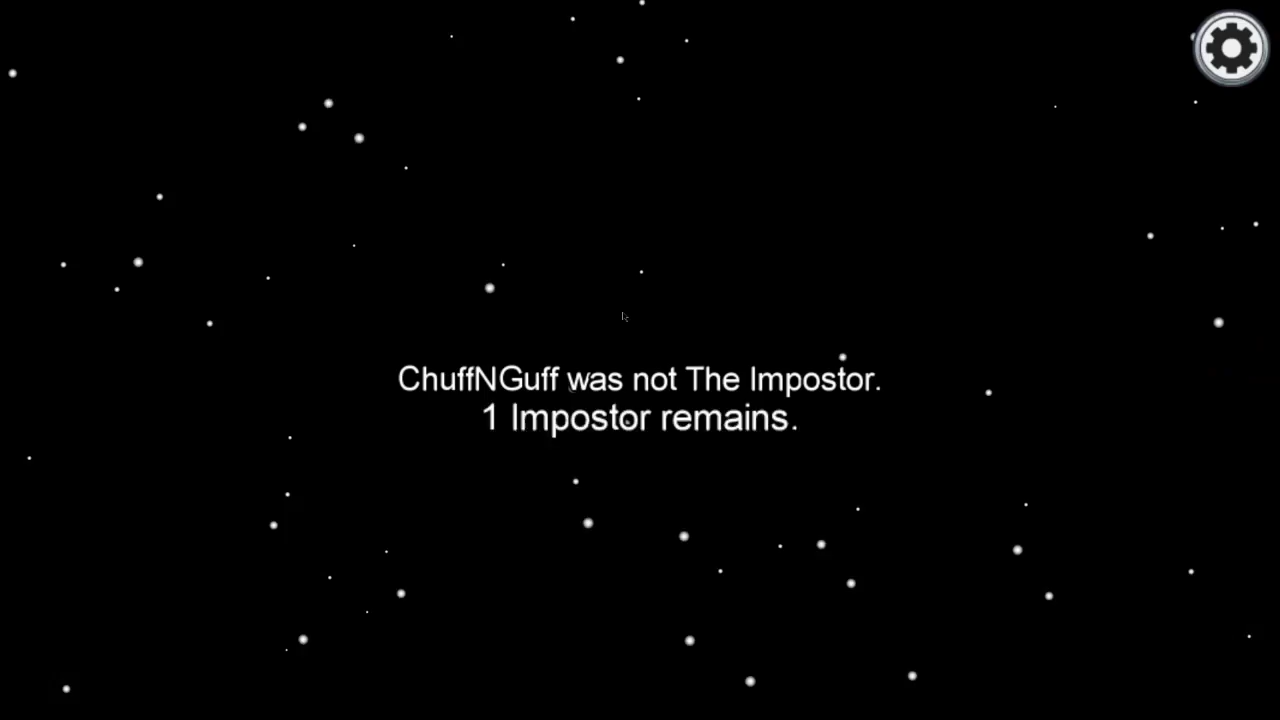 ChuffNGuff was not The Impostor.
1 Impostor remains.